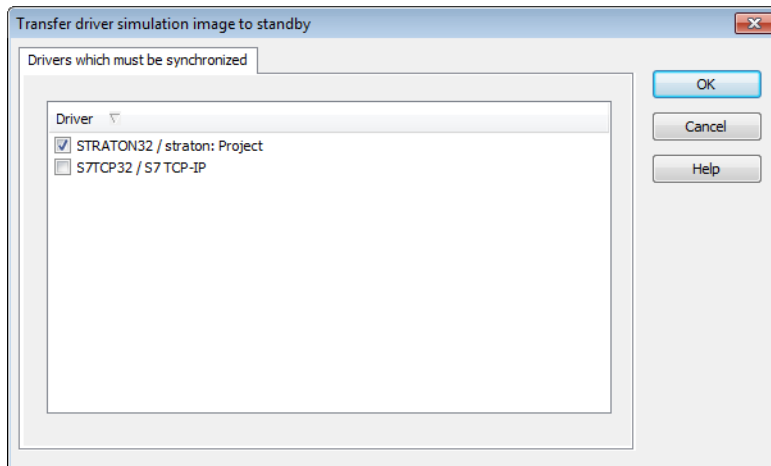 Transfer driver simulation image to standby
Drivers which must be synchronized
OK
Driver
Cancel
STRATON32 / straton: Project
S7TCP32 / S7 TCP-IP
Help